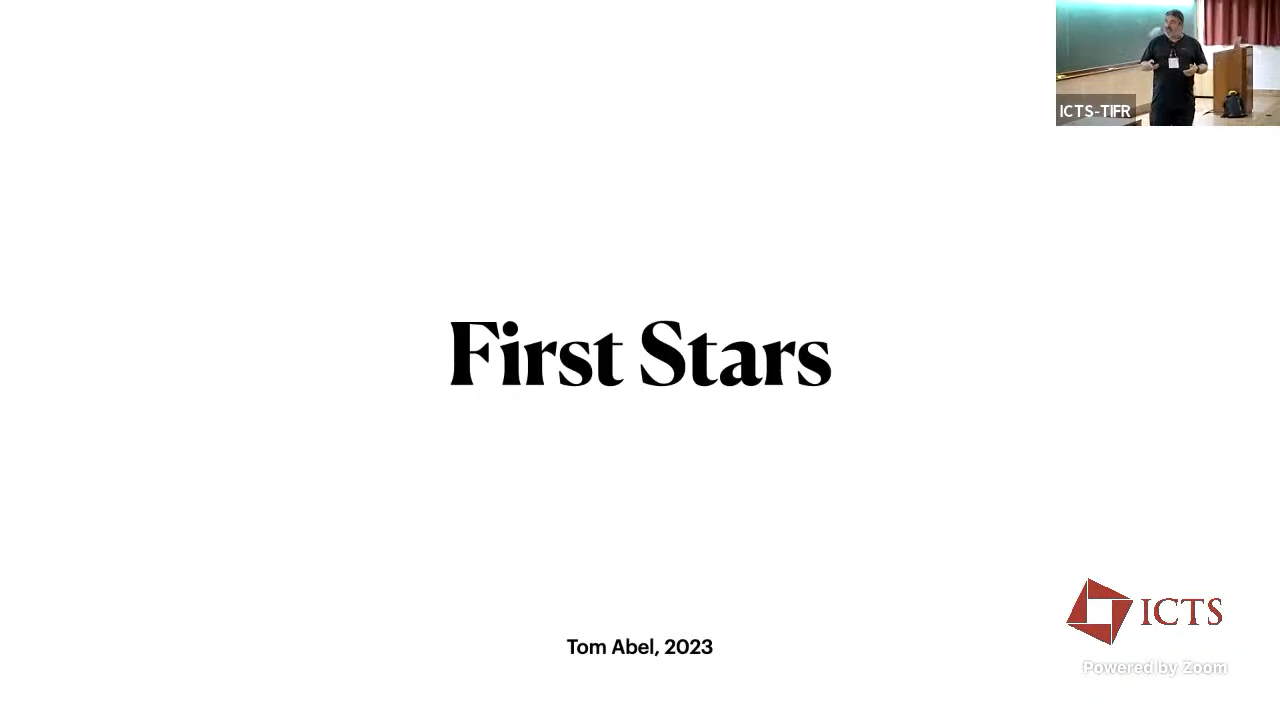 ICTS-TIFR
First Stars
ICTS
Tom Abel, 2023
Powered by Zoom